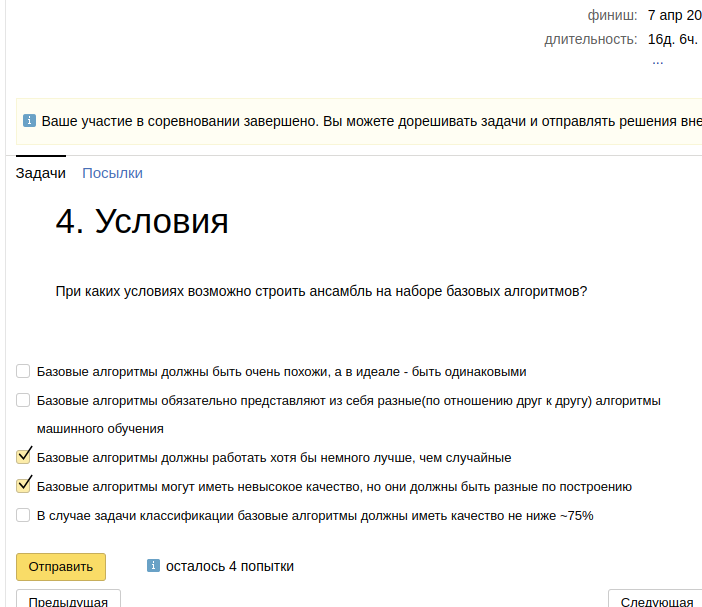 финиш: 7 апр 20
длительность: 16д. 6ч.
...
Ваше участие в соревновании завершено. Вы можете дорешивать задачи и отправлять решения вне
Задачи Посылки
4. Условия
При каких условиях возможно строить ансамбль на наборе базовых алгоритмов?
Базовые алгоритмы должны быть очень похожи, а в идеале - быть одинаковыми
Базовые алгоритмы обязательно представляют из себя разные(по отношению друг к другу) алгоритмы
машинного обучения
Базовые алгоритмы должны работать хотя бы немного лучше, чем случайные
Базовые алгоритмы могут иметь невысокое качество, но они должны быть разные по построению
В случае задачи классификации базовые алгоритмы должны иметь качество не ниже ~75%
Отправить осталось 4 попытки
Предыдущая Следующая